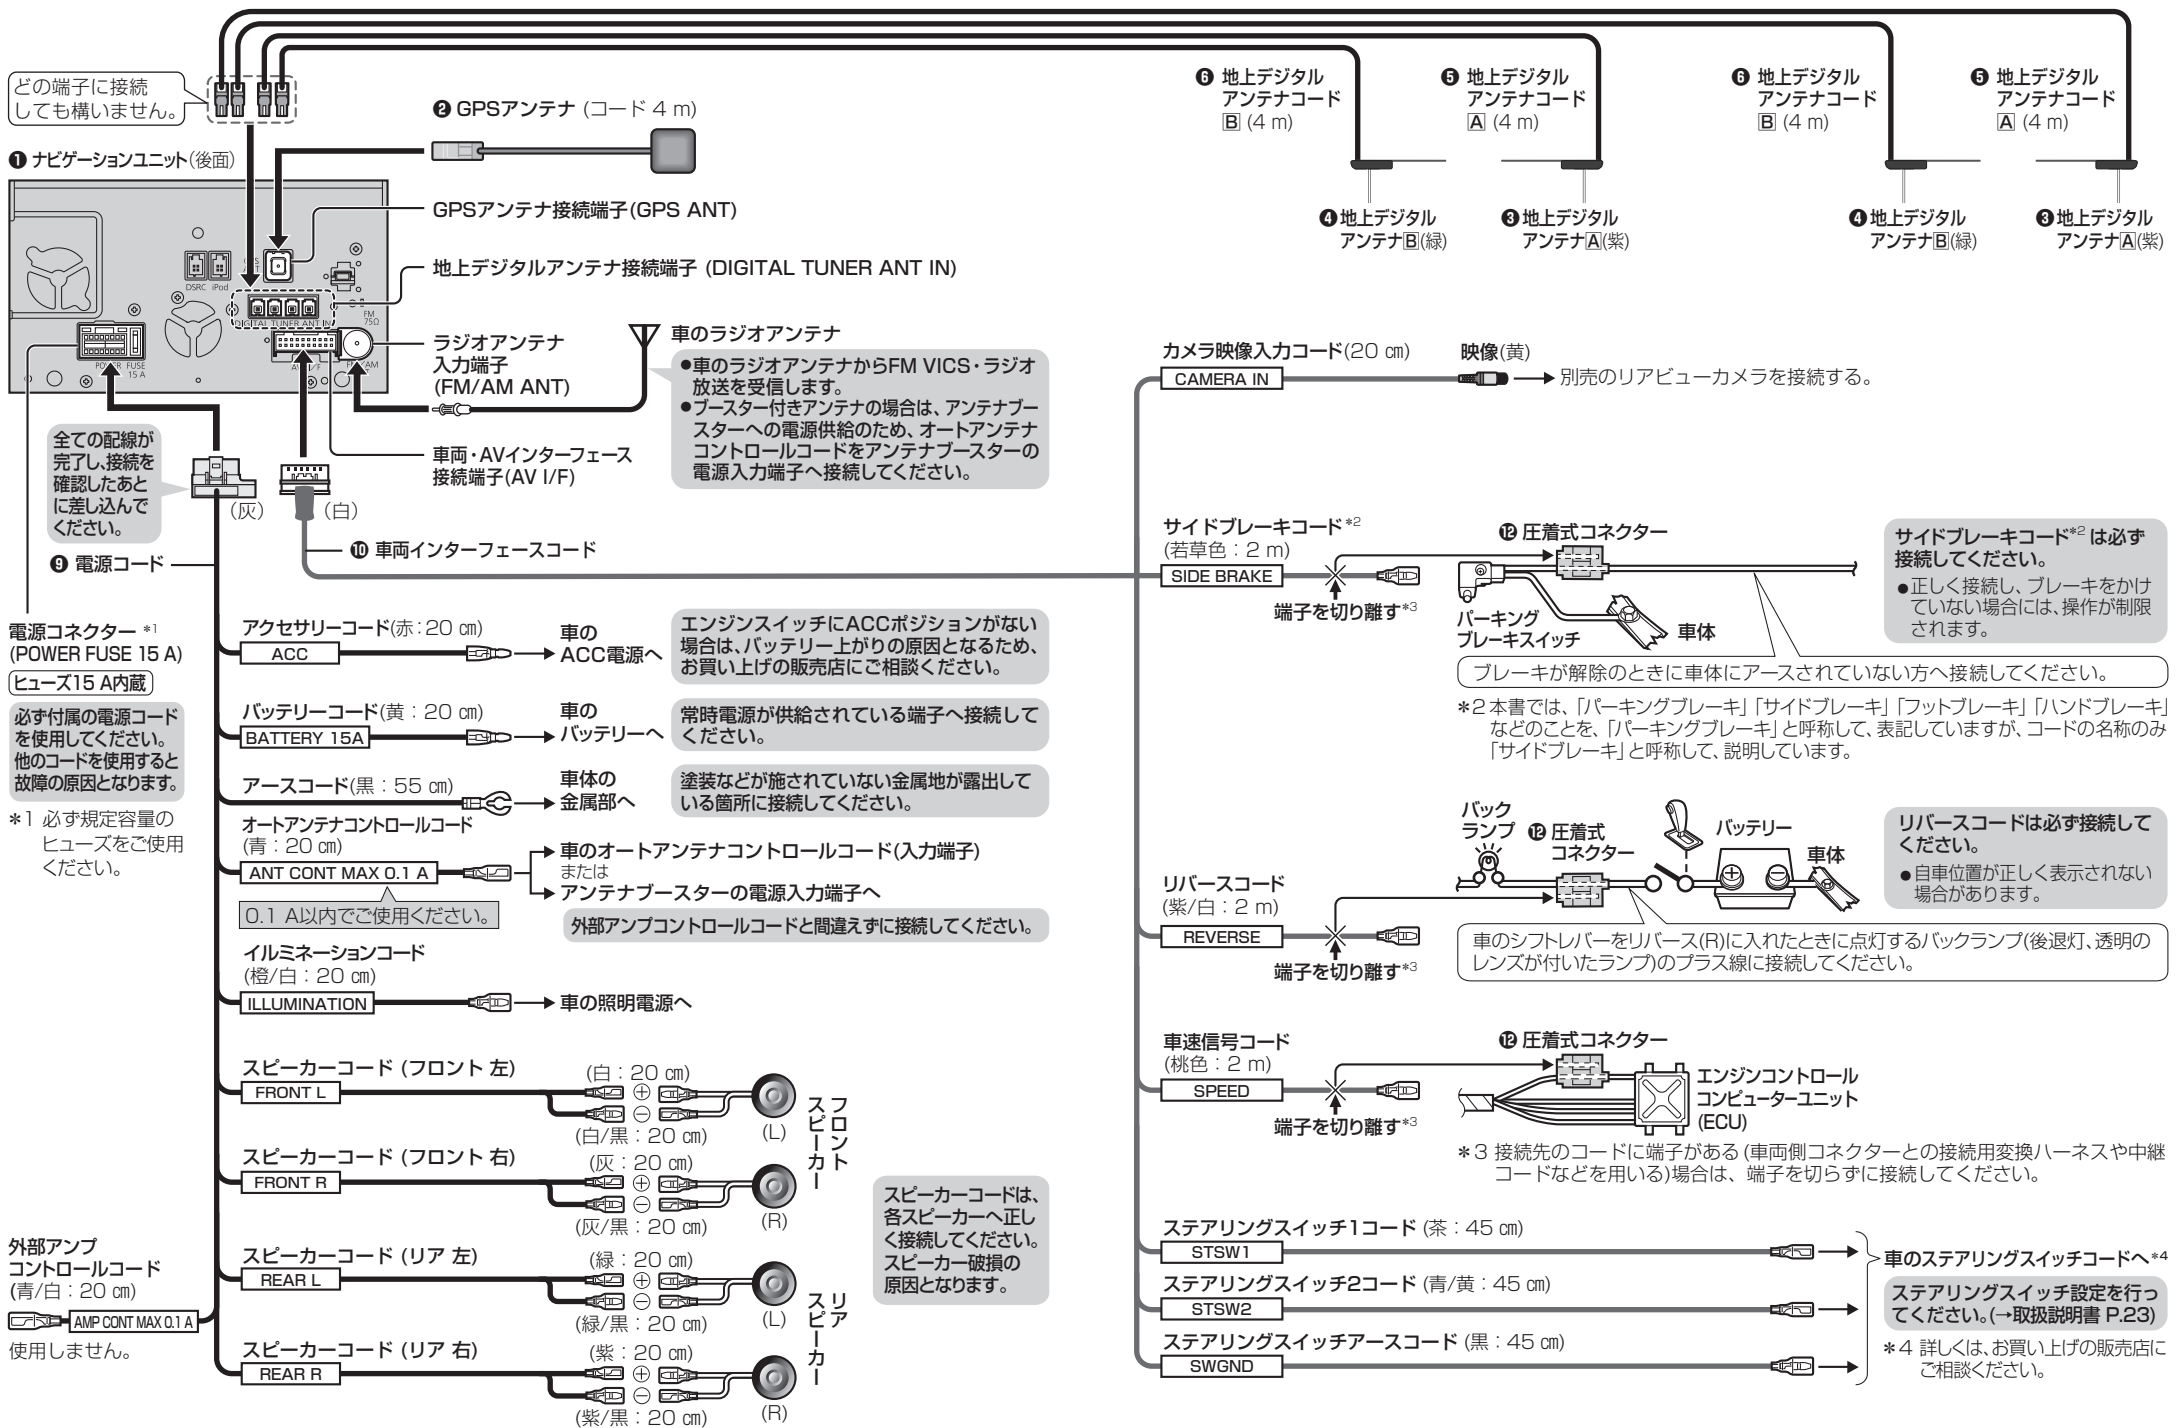 どの端子に接続
しても構いません。
❶ ナビゲーションユニット(後面)
❷ GPSアンテナ (コード 4 m)
GPSアンテナ接続端子(GPS ANT)
地上デジタルアンテナ接続端子 (DIGITAL TUNER ANT IN)
DSRC iPod
DIGITAL TUNER ANT IN
FM
75Ω
POWER FUSE
15 A
ラジオアンテナ
入力端子
(FM/AM ANT)
車のラジオアンテナ
●車のラジオアンテナからFM VICS・ラジオ
放送を受信します。
●ブースター付きアンテナの場合は、アンテナブー
スターへの電源供給のため、オートアンテナ
コントロールコードをアンテナブースターの
電源入力端子へ接続してください。
車両・AVインターフェース
接続端子(AV I/F)
全ての配線が
完了し、接続を
確認したあと
に差し込んで
ください。
(灰)
(白)
❾ 電源コード
❿ 車両インターフェースコード
電源コネクター *1
(POWER FUSE 15 A)
ヒューズ15 A内蔵
必ず付属の電源コード
を使用してください。
他のコードを使用すると
故障の原因となります。
*1 必ず規定容量の
ヒューズをご使用
ください。
アクセサリーコード(赤:20 ㎝)
ACC
車の
ACC電源へ
エンジンスイッチにACCポジションがない
場合は、バッテリー上がりの原因となるため、
お買い上げの販売店にご相談ください。
バッテリーコード(黄:20 ㎝)
BATTERY 15A
車の
バッテリーへ
常時電源が供給されている端子へ接続して
ください。
アースコード(黒:55 ㎝)
車体の
金属部へ
塗装などが施されていない金属地が露出して
いる箇所に接続してください。
オートアンテナコントロールコード
(青:20 ㎝)
ANT CONT MAX 0.1 A
0.1 A以内でご使用ください。
車のオートアンテナコントロールコード(入力端子)
または
アンテナブースターの電源入力端子へ
外部アンプコントロールコードと間違えずに接続してください。
イルミネーションコード
(橙/白:20 ㎝)
ILLUMINATION
車の照明電源へ
スピーカーコード (フロント 左)
FRONT L
(白:20 ㎝)
⊕
⊖
(白/黒:20 ㎝)
(L)
スピーカーコード (フロント 右)
FRONT R
(灰:20 ㎝)
⊕
⊖
(灰/黒:20 ㎝)
(R)
フロント
スピーカー
スピーカーコード (リア 左)
REAR L
(緑:20 ㎝)
⊕
⊖
(緑/黒:20 ㎝)
(L)
スピーカーコード (リア 右)
REAR R
(紫:20 ㎝)
⊕
⊖
(紫/黒:20 ㎝)
(R)
リア
スピーカー
スピーカーコードは、
各スピーカーへ正し
く接続してください。
スピーカー破損の
原因となります。
外部アンプ
コントロールコード
(青/白:20 ㎝)
AMP CONT MAX 0.1 A
使用しません。
❻ 地上デジタル
アンテナコード
B (4 m)
❺ 地上デジタル
アンテナコード
A (4 m)
❻ 地上デジタル
アンテナコード
B (4 m)
❺ 地上デジタル
アンテナコード
A (4 m)
❹地上デジタル
アンテナB(緑)
❸地上デジタル
アンテナA(紫)
❹地上デジタル
アンテナB(緑)
❸地上デジタル
アンテナA(紫)
カメラ映像入力コード(20 ㎝)
CAMERA IN
映像(黄)
別売のリアビューカメラを接続する。
サイドブレーキコード*2
(若草色:2 m)
SIDE BRAKE
端子を切り離す*3
⓬ 圧着式コネクター
パーキング
ブレーキスイッチ
車体
サイドブレーキコード*2 は必ず
接続してください。
●正しく接続し、ブレーキをかけ
ていない場合には、操作が制限
されます。
ブレーキが解除のときに車体にアースされていない方へ接続してください。
*2 本書では、「パーキングブレーキ」「サイドブレーキ」「フットブレーキ」「ハンドブレーキ」
などのことを、「パーキングブレーキ」と呼称して、表記していますが、コードの名称のみ
「サイドブレーキ」と呼称して、説明しています。
リバースコード
(紫/白:2 m)
REVERSE
端子を切り離す*3
バック
ランプ
⓬ 圧着式
コネクター
バッテリー
車体
リバースコードは必ず接続して
ください。
●自車位置が正しく表示されない
場合があります。
車のシフトレバーをリバース(R)に入れたときに点灯するバックランプ(後退灯、透明の
レンズが付いたランプ)のプラス線に接続してください。
車速信号コード
(桃色:2 m)
SPEED
端子を切り離す*3
⓬ 圧着式コネクター
エンジンコントロール
コンピューターユニット
(ECU)
*3 接続先のコードに端子がある (車両側コネクターとの接続用変換ハーネスや中継
コードなどを用いる)場合は、端子を切らずに接続してください。
ステアリングスイッチ1コード (茶:45 ㎝)
STSW1
ステアリングスイッチ2コード (青/黄:45 ㎝)
STSW2
ステアリングスイッチアースコード (黒:45 ㎝)
SWGND
車のステアリングスイッチコードへ*4
ステアリングスイッチ設定を行っ
てください。(→取扱説明書 P.23)
*4 詳しくは、お買い上げの販売店に
ご相談ください。